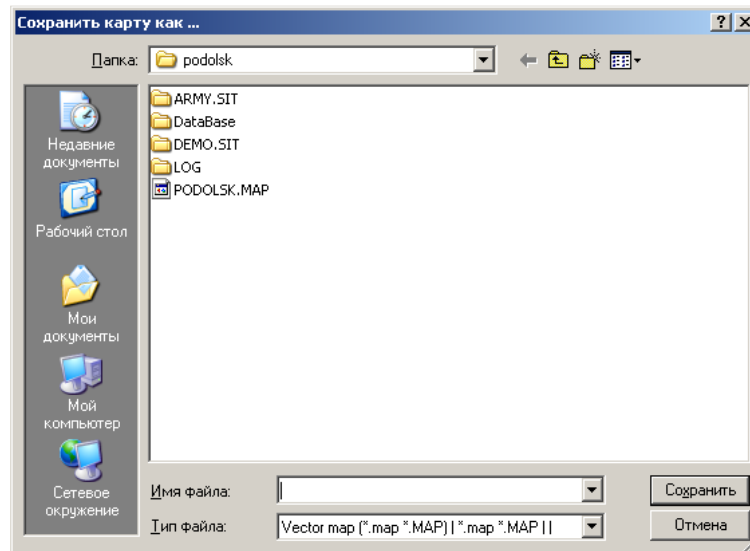 Сохранить карту как ...
Папка: podolsk
ARMY.SIT
DataBase
DEMO.SIT
LOG
PODOLSK.MAP
Недавние
документы
Рабочий стол
Мои
документы
Мой
компьютер
Сетевое
окружение
Имя файла:
Сохранить
Тип файла: Vector map (*.map *.MAP) | *.map *.MAP | |
Отмена